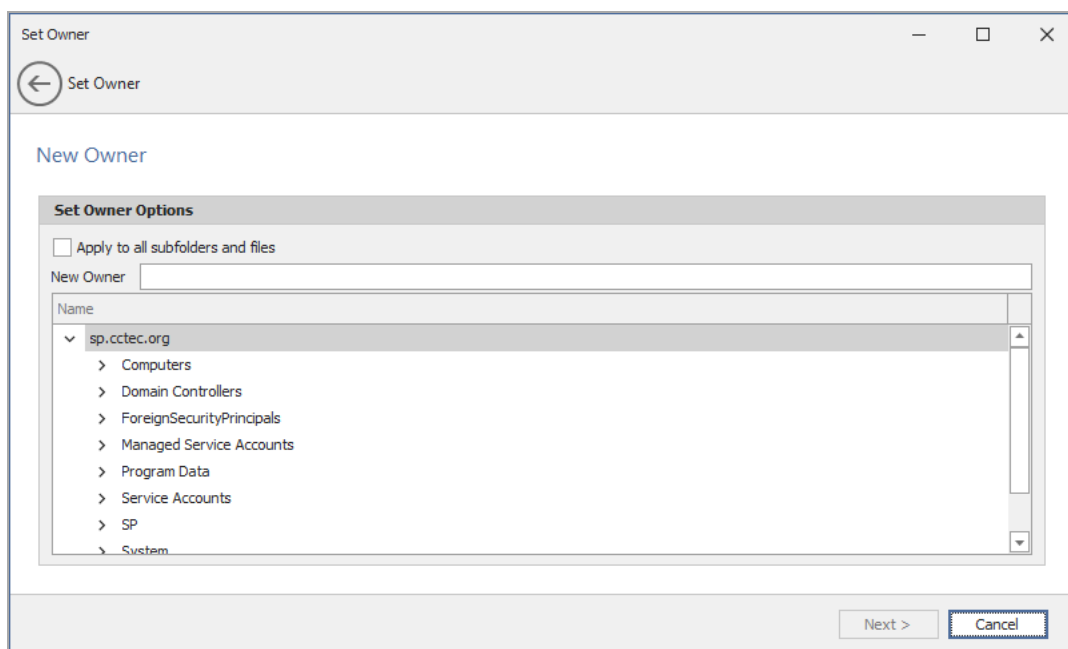 Set Owner
Set Owner
New Owner
Set Owner Options
Apply to all subfolders and files
New Owner
Name
sp.cctec.org
Computers
Domain Controllers
ForeignSecurityPrincipals
Managed Service Accounts
Program Data
Service Accounts
SP
System
Next > Cancel